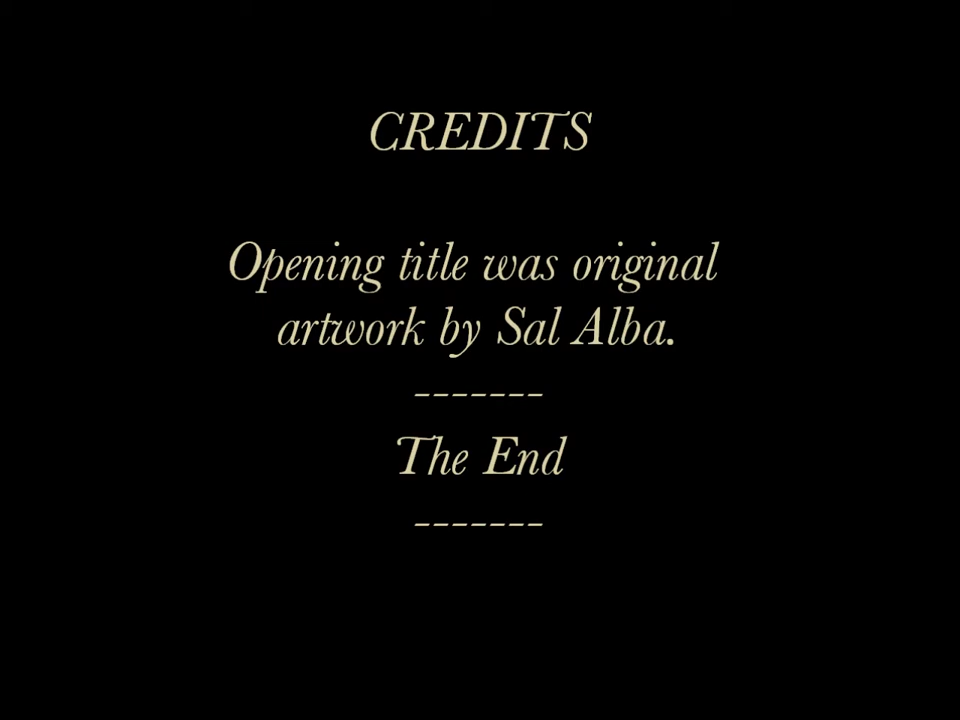 CREDITS
Opening title was original
artwork by Sal Alba.
-------
The End
-------